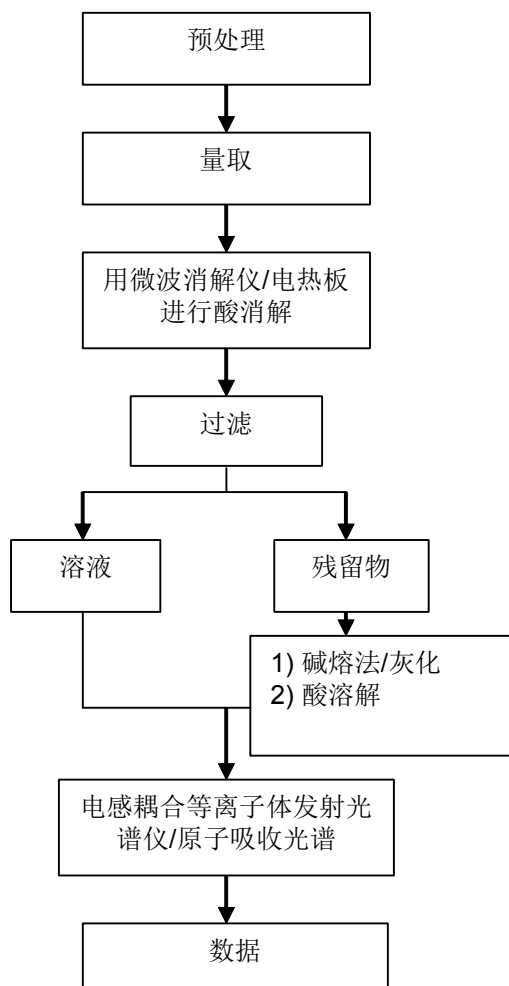 预处理
量取
用微波消解仪/电热板
进行酸消解
过滤
溶液
残留物
1) 碱熔法/灰化
2) 酸溶解
电感耦合等离子体发射光
谱仪/原子吸收光谱
数据